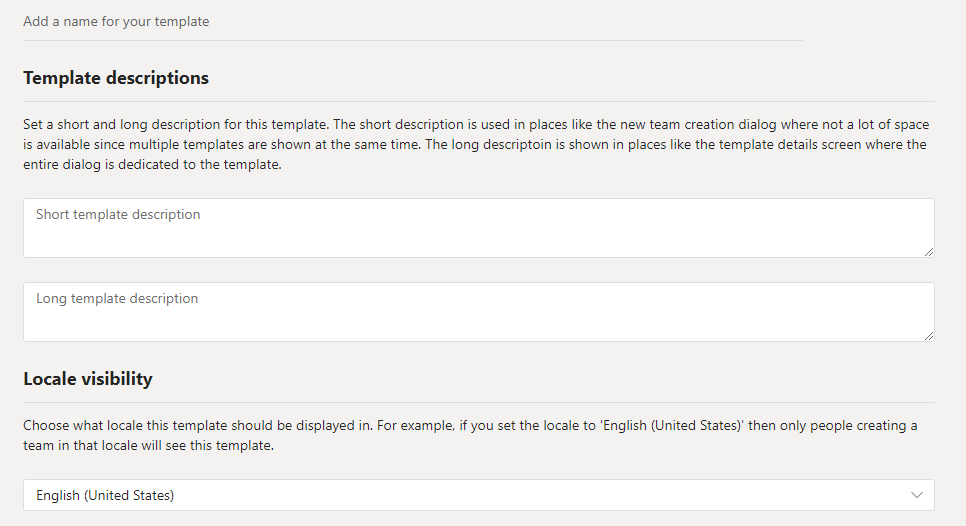 Add a name for your template
Template descriptions
Set a short and long description for this template. The short description is used in places like the new team creation dialog where not a lot of space
is available since multiple templates are shown at the same time. The long descriptoin is shown in places like the template details screen where the
entire dialog is dedicated to the template.
Short template description
Long template description
Locale visibility
Choose what locale this template should be displayed in. For example, if you set the locale to 'English (United States)' then only people creating a
team in that locale will see this template.
English (United States)